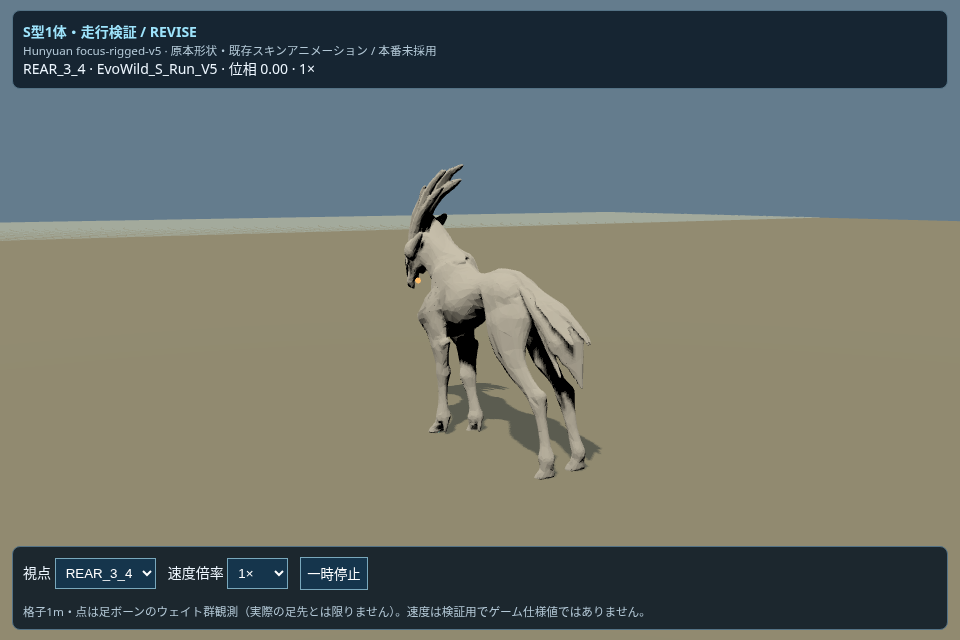 S型1体・走行検証 / REVISE
Hunyuan focus-rigged-v5 · 原本形状・既存スキンアニメーション / 本番未採用
REAR_3_4 · EvoWild_S_Run_V5 · 位相 0.00 · 1×
視点 REAR_3_4 速度倍率 1× 一時停止
格子1m・点は足ボーンのウェイト群観測（実際の足先とは限りません）。速度は検証用でゲーム仕様値ではありません。